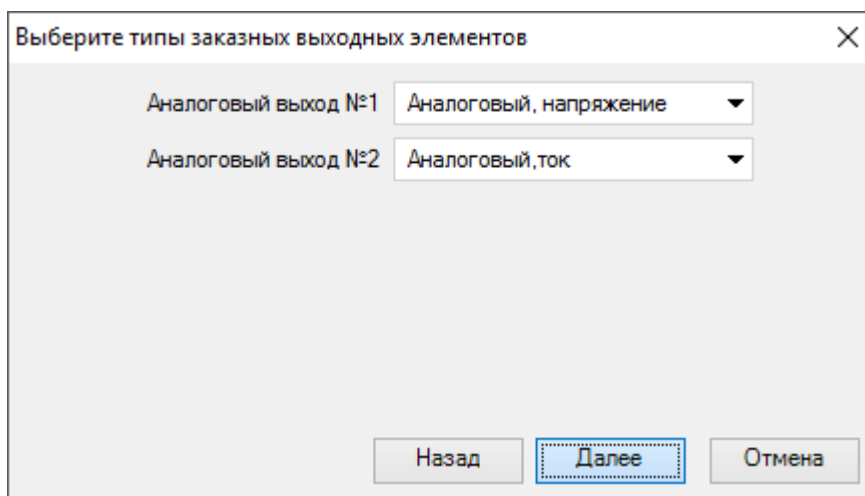 Выберите типы заказных выходных элементов
Аналоговый выход №1 Аналоговый, напряжение
Аналоговый выход №2 Аналоговый,ток
Назад Далее Отмена